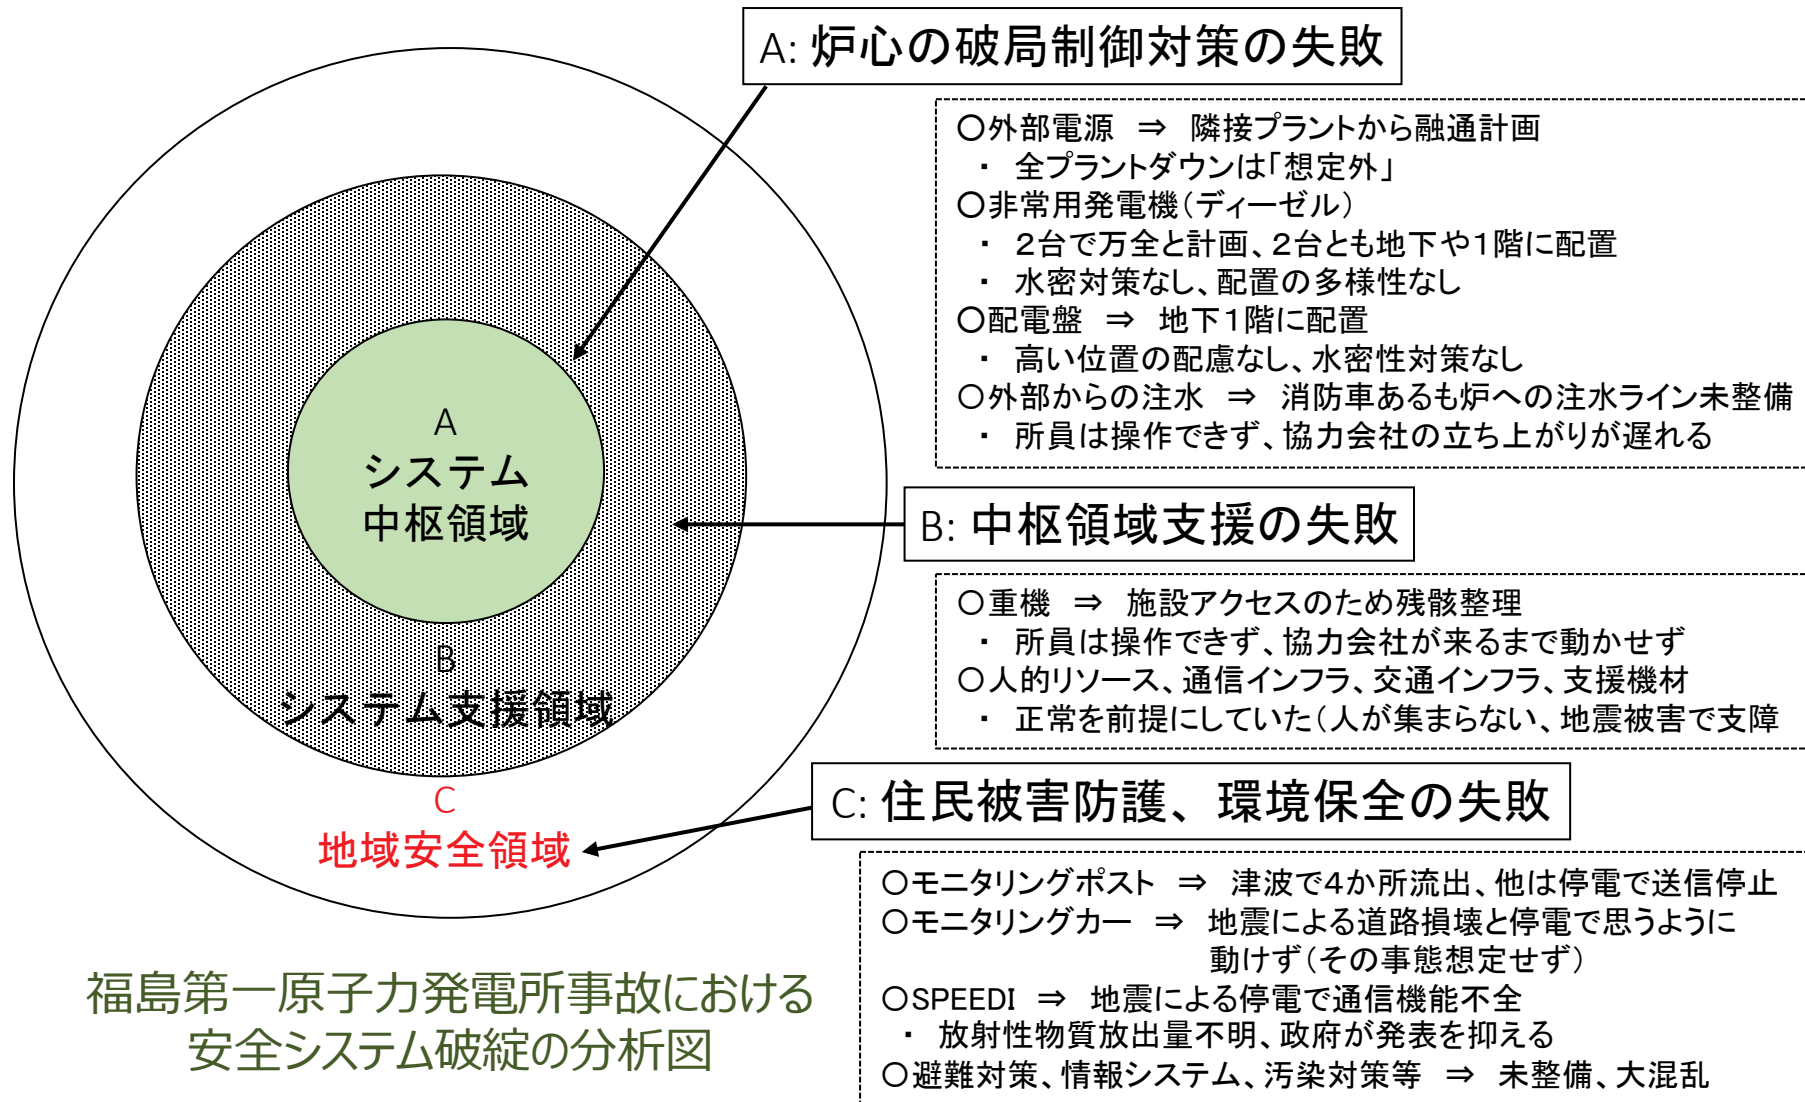 A: 炉心の破局制御対策の失敗
〇外部電源 ⇒ 隣接プラントから融通計画
・ 全プラントダウンは「想定外」
〇非常用発電機(ディーゼル)
・ 2台で万全と計画、2台とも地下や1階に配置
・ 水密対策なし、配置の多様性なし
〇配電盤 ⇒ 地下1階に配置
・ 高い位置の配慮なし、水密性対策なし
〇外部からの注水 ⇒ 消防車あるも炉への注水ライン未整備
・ 所員は操作できず、協力会社の立ち上がりが遅れる
A
システム
中枢領域
B: 中枢領域支援の失敗
〇重機 ⇒ 施設アクセスのため残骸整理
・ 所員は操作できず、協力会社が来るまで動かせず
〇人的リソース、通信インフラ、交通インフラ、支援機材
・ 正常を前提にしていた(人が集まらない、地震被害で支障
B
システム支援領域
C: 住民被害防護、環境保全の失敗
C
地域安全領域
〇モニタリングポスト ⇒ 津波で4か所流出、他は停電で送信停止
〇モニタリングカー ⇒ 地震による道路損壊と停電で思うように
動けず(その事態想定せず)
〇SPEEDI ⇒ 地震による停電で通信機能不全
・ 放射性物質放出量不明、政府が発表を抑える
〇避難対策、情報システム、汚染対策等 ⇒ 未整備、大混乱
福島第一原子力発電所事故における
安全システム破綻の分析図